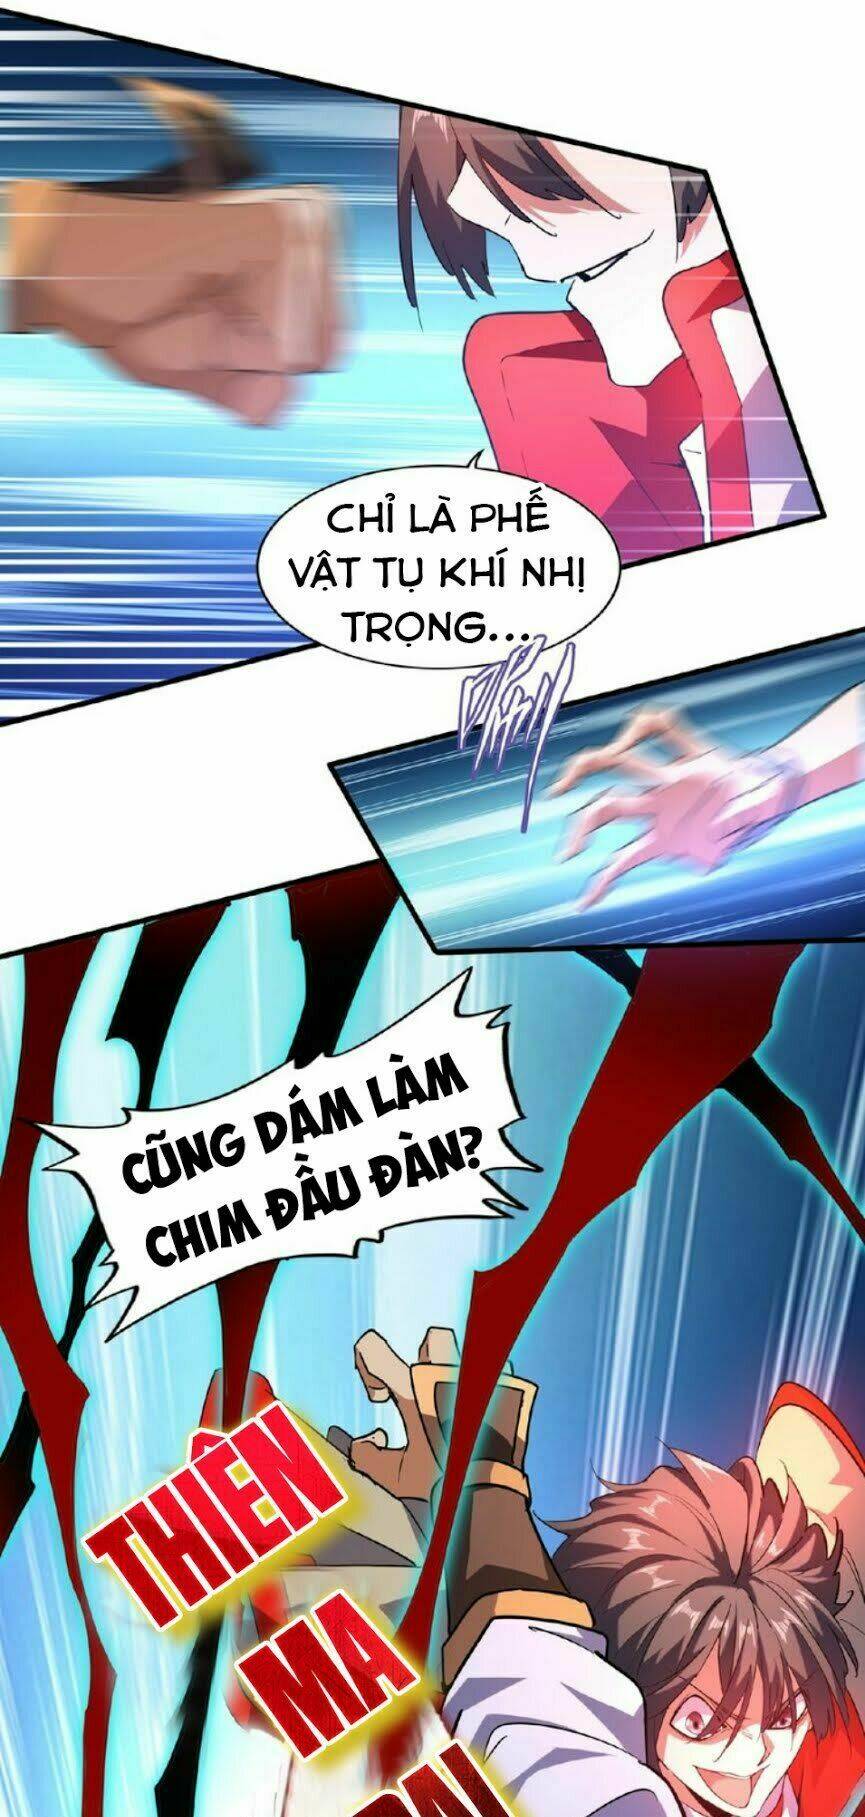 CHỈ LÀ PHẾ
VẬT TỤ KHÍ NHỊ
TRỌNG...
CŨNG DÁM LÀM
CHIM ĐẦU ĐÀN?
THIÊN
MA